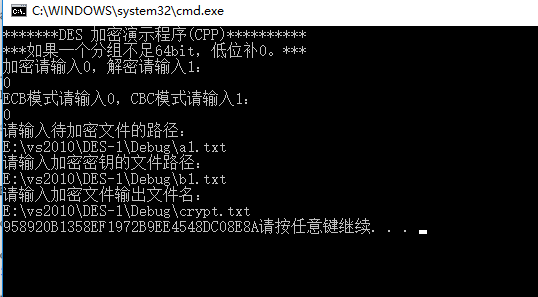 C:\WINDOWS\system32\cmd.exe
*******DES 加密演示程序(CPP)**********
***如果一个分组不足64bit，低位补0。***
加密请输入0，解密请输入1：
0
ECB模式请输入0，CBC模式请输入1：
0
请输入待加密文件的路径：
E:\vs2010\DES-1\Debug\a1.txt
请输入加密密钥的文件路径：
E:\vs2010\DES-1\Debug\b1.txt
请输入加密文件输出文件名：
E:\vs2010\DES-1\Debug\crypt.txt
958920B1358EF1972B9EE4548DC08E8A请按任意键继续. . .